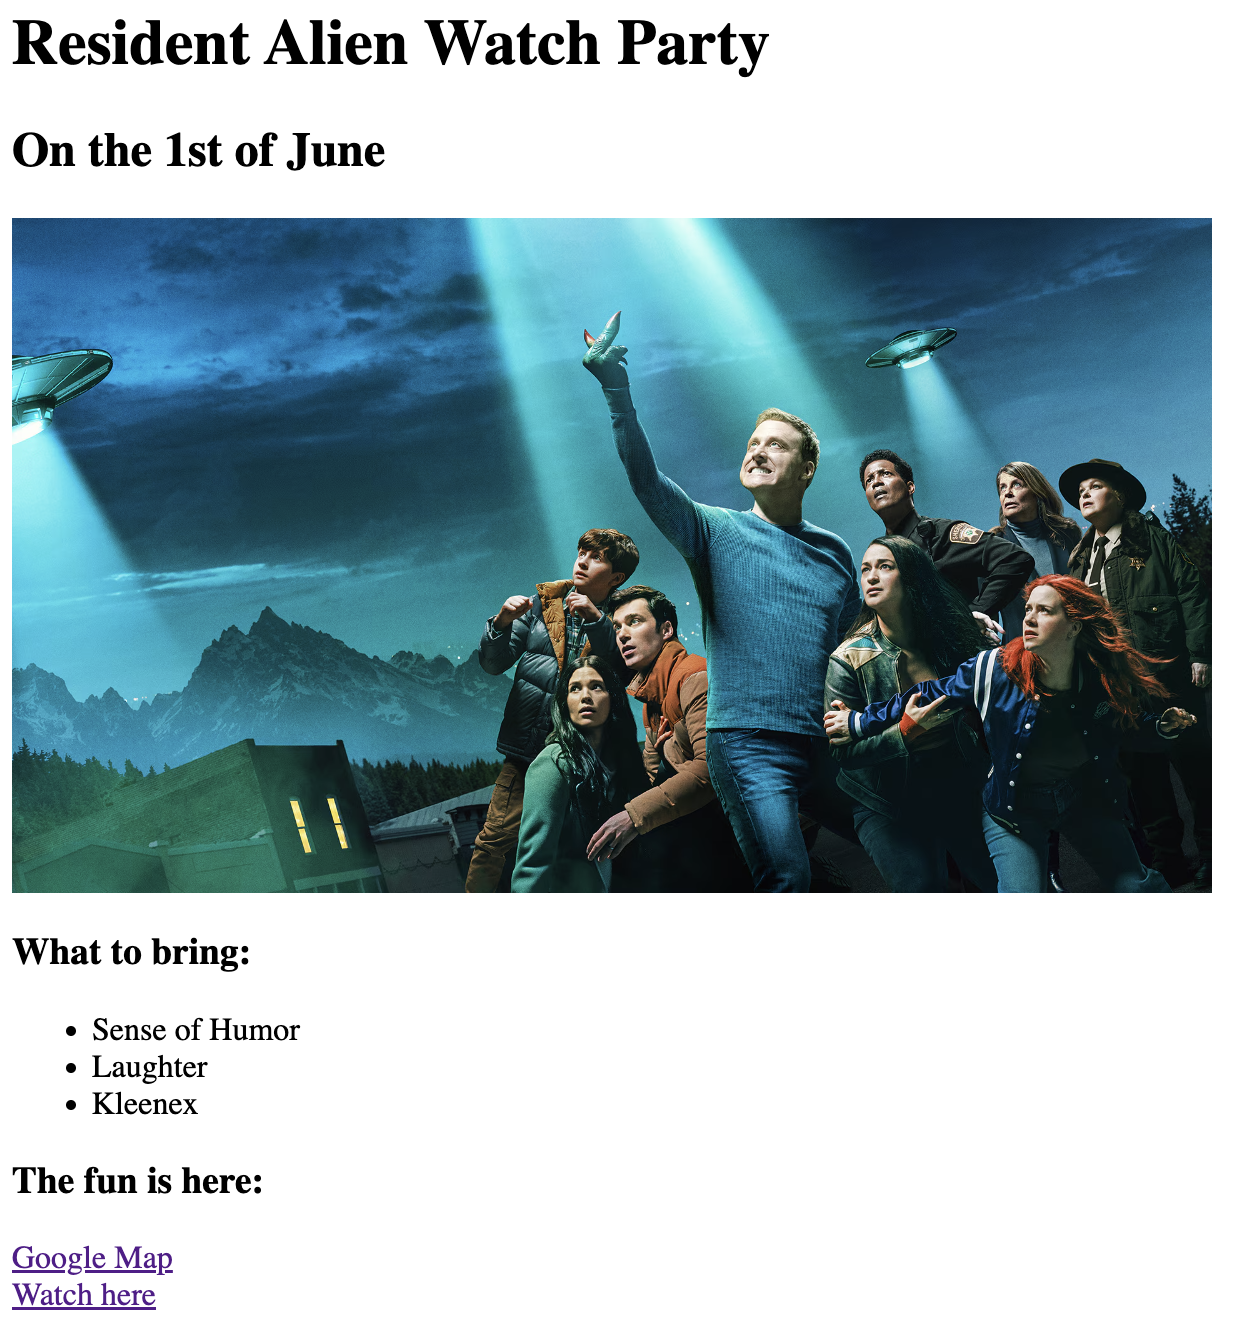 Resident Alien Watch Party
On the 1st of June
What to bring:
Sense of Humor
Laughter
Kleenex
The fun is here:
Google Map
Watch here